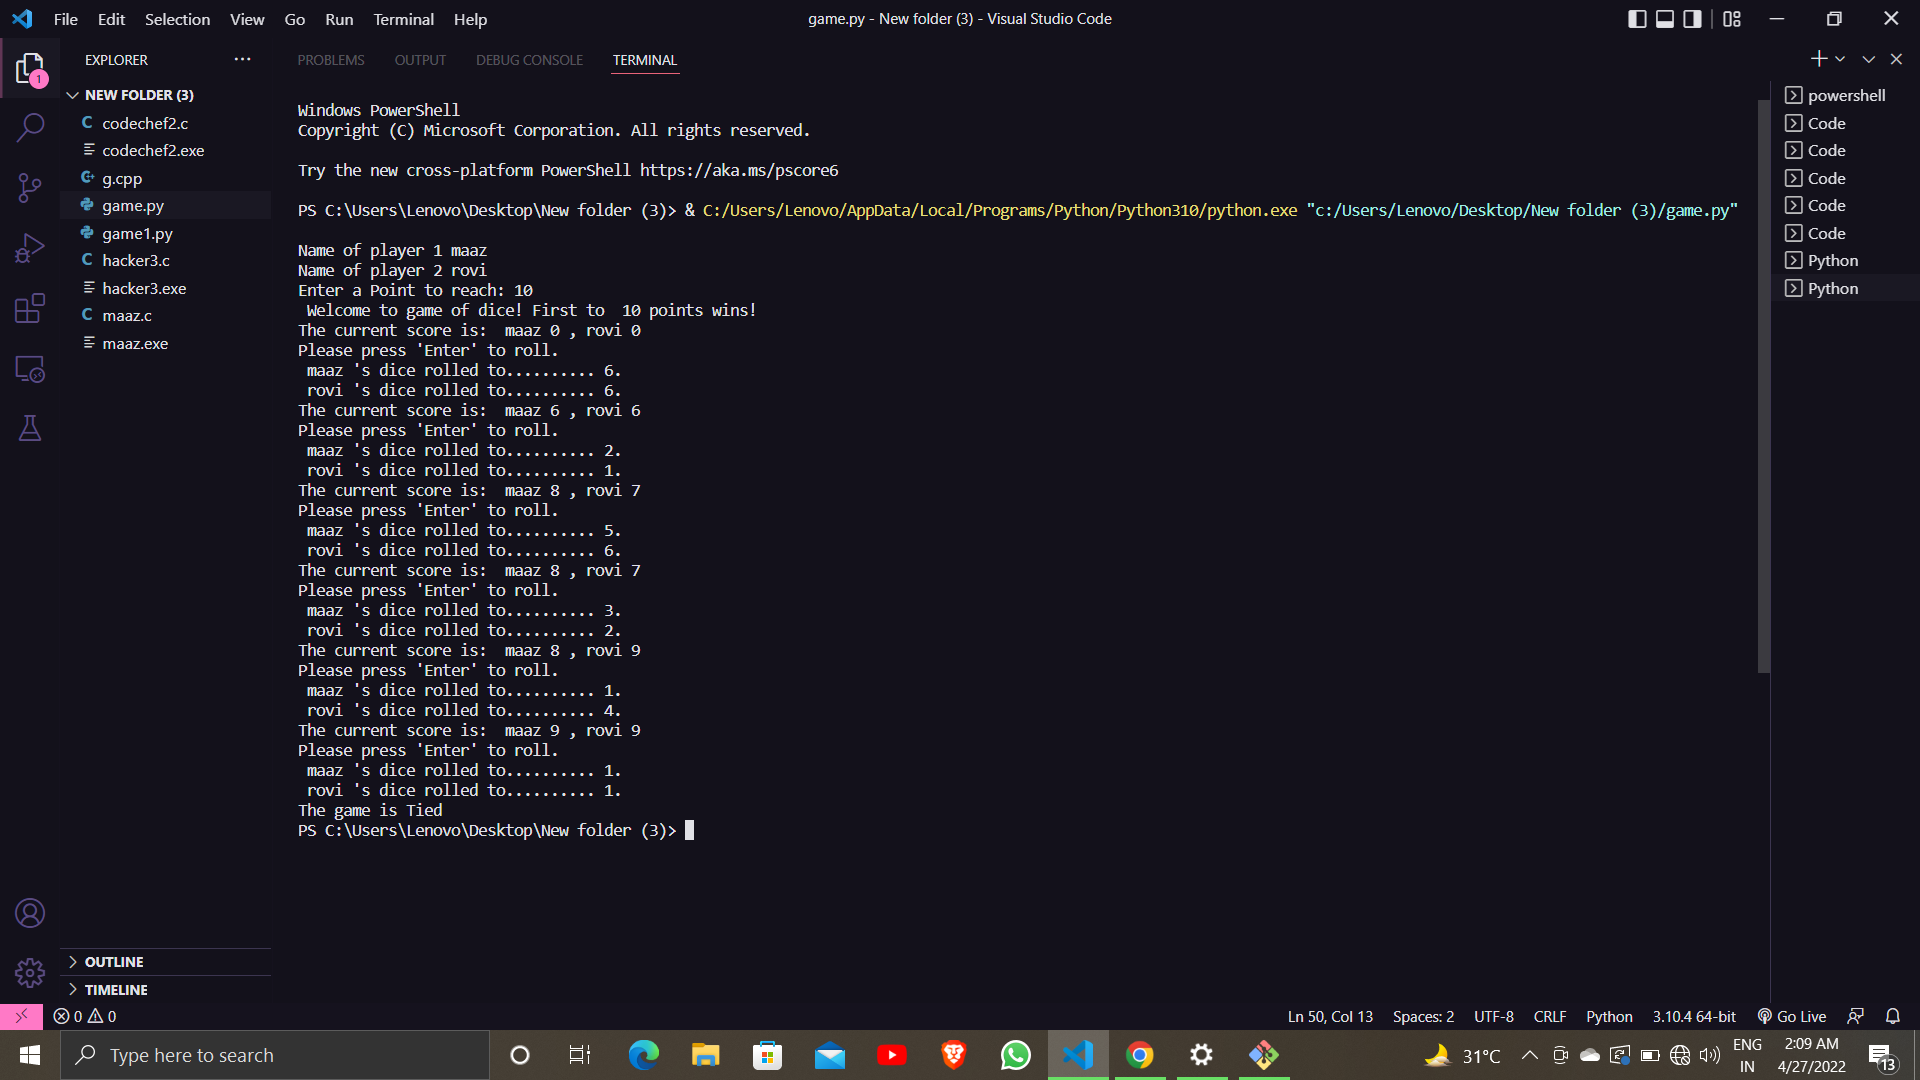 File Edit Selection View Go Run Terminal Help
game.py - New folder (3) - Visual Studio Code
EXPLORER
1
NEW FOLDER (3)
C codechef2.c
codechef2.exe
g.cpp
game.py
game1.py
C hacker3.c
hacker3.exe
C maaz.c
maaz.exe
OUTLINE
TIMELINE
PROBLEMS OUTPUT DEBUG CONSOLE TERMINAL
Windows PowerShell
Copyright (C) Microsoft Corporation. All rights reserved.
Try the new cross-platform PowerShell https://aka.ms/pscore6
PS C:\Users\Lenovo\Desktop\New folder (3)> & C:/Users/Lenovo/AppData/Local/Programs/Python/Python310/python.exe "c:/Users/Lenovo/Desktop/New folder (3)/game.py"
Name of player 1 maaz
Name of player 2 rovi
Enter a Point to reach: 10
Welcome to game of dice! First to  10 points wins!
The current score is:  maaz 0 , rovi 0
Please press 'Enter' to roll.
maaz 's dice rolled to.......... 6.
rovi 's dice rolled to.......... 6.
The current score is:  maaz 6 , rovi 6
Please press 'Enter' to roll.
maaz 's dice rolled to.......... 2.
rovi 's dice rolled to.......... 1.
The current score is:  maaz 8 , rovi 7
Please press 'Enter' to roll.
maaz 's dice rolled to.......... 5.
rovi 's dice rolled to.......... 6.
The current score is:  maaz 8 , rovi 7
Please press 'Enter' to roll.
maaz 's dice rolled to.......... 3.
rovi 's dice rolled to.......... 2.
The current score is:  maaz 8 , rovi 9
Please press 'Enter' to roll.
maaz 's dice rolled to.......... 1.
rovi 's dice rolled to.......... 4.
The current score is:  maaz 9 , rovi 9
Please press 'Enter' to roll.
maaz 's dice rolled to.......... 1.
rovi 's dice rolled to.......... 1.
The game is Tied
PS C:\Users\Lenovo\Desktop\New folder (3)>
powershell
Code
Code
Code
Code
Code
Python
Python
0 0
Ln 50, Col 13 Spaces: 2 UTF-8 CRLF Python 3.10.4 64-bit Go Live
Type here to search
31°C
ENG
IN
2:09 AM
4/27/2022
13